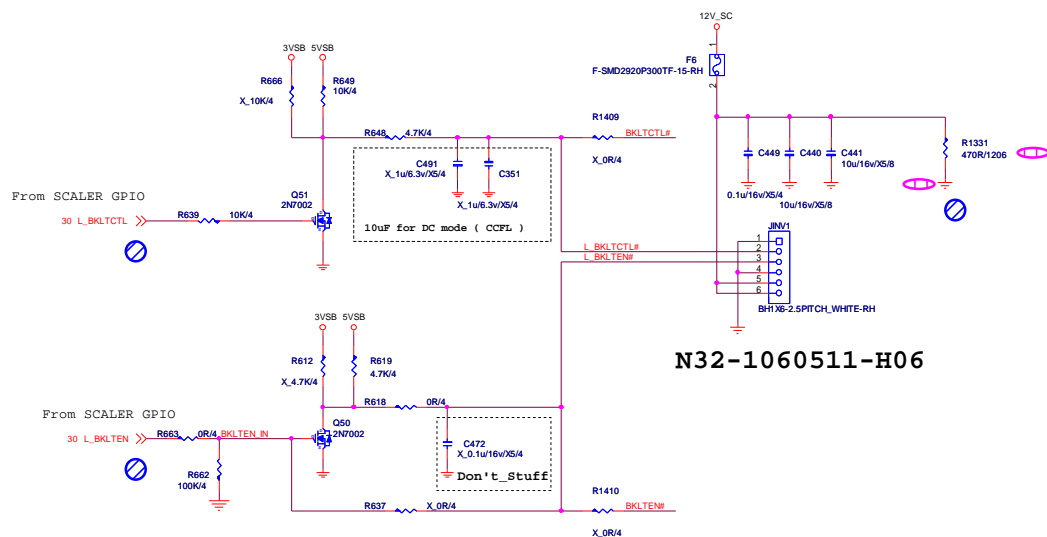 12V_SC
1
F6
F-SMD2920P300TF-15-RH
2
3VSB 5VSB
R666
X_10K/4
R649
10K/4
R648 4.7K/4
R1409
BKLTCTL#
X_0R/4
C491
X_1u/6.3v/X5/4
C351
X_1u/6.3v/X5/4
10uF for DC mode ( CCFL )
C449
0.1u/16v/X5/4
C440
10u/16v/X5/8
C441
10u/16v/X5/8
R1331
470R/1206
From SCALER GPIO
30 L_BKLTCTL
R639 10K/4
Q51
2N7002
L_BKLTCTL#
L_BKLTEN#
JINV1
1
2
3
4
5
6
BH1X6-2.5PITCH_WHITE-RH
N32-1060511-H06
3VSB 5VSB
R612
X_4.7K/4
R619
4.7K/4
R618 0R/4
From SCALER GPIO
30 L_BKLTEN
R663 0R/4 BKLTEN_IN
Q50
2N7002
R662
100K/4
C472
X_0.1u/16v/X5/4
Don't_Stuff
R637 X_0R/4
R1410
BKLTEN#
X_0R/4